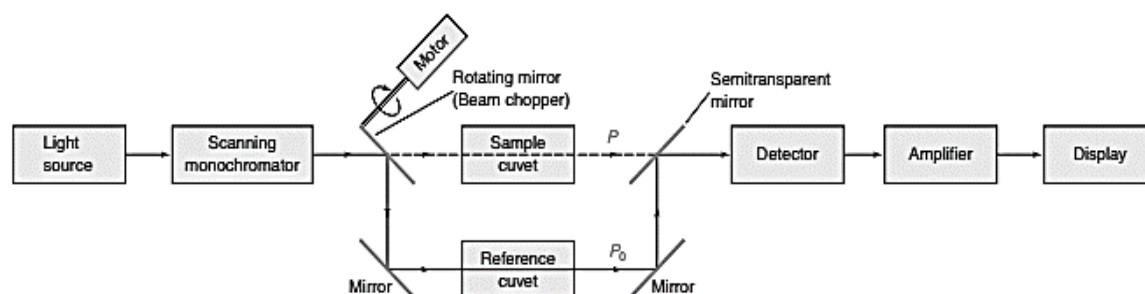 Motor
Rotating mirror
(Beam chopper)
Semitransparent
mirror
Light
source
Scanning
monochromator
Sample
cuvet
P
Detector
Amplifier
Display
Mirror
Reference
cuvet
P₀
Mirror